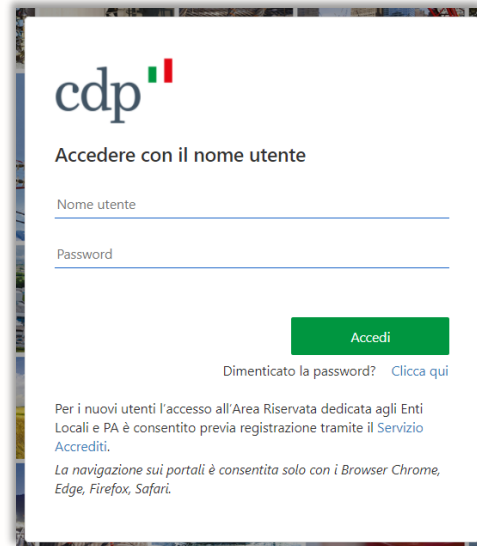 cdp
Accedere con il nome utente
Nome utente
Password
Accedi
Dimenticato la password? Clicca qui
Per i nuovi utenti l'accesso all'Area Riservata dedicata agli Enti
Locali e PA è consentito previa registrazione tramite il Servizio
Accrediti.
La navigazione sui portali è consentita solo con i Browser Chrome,
Edge, Firefox, Safari.